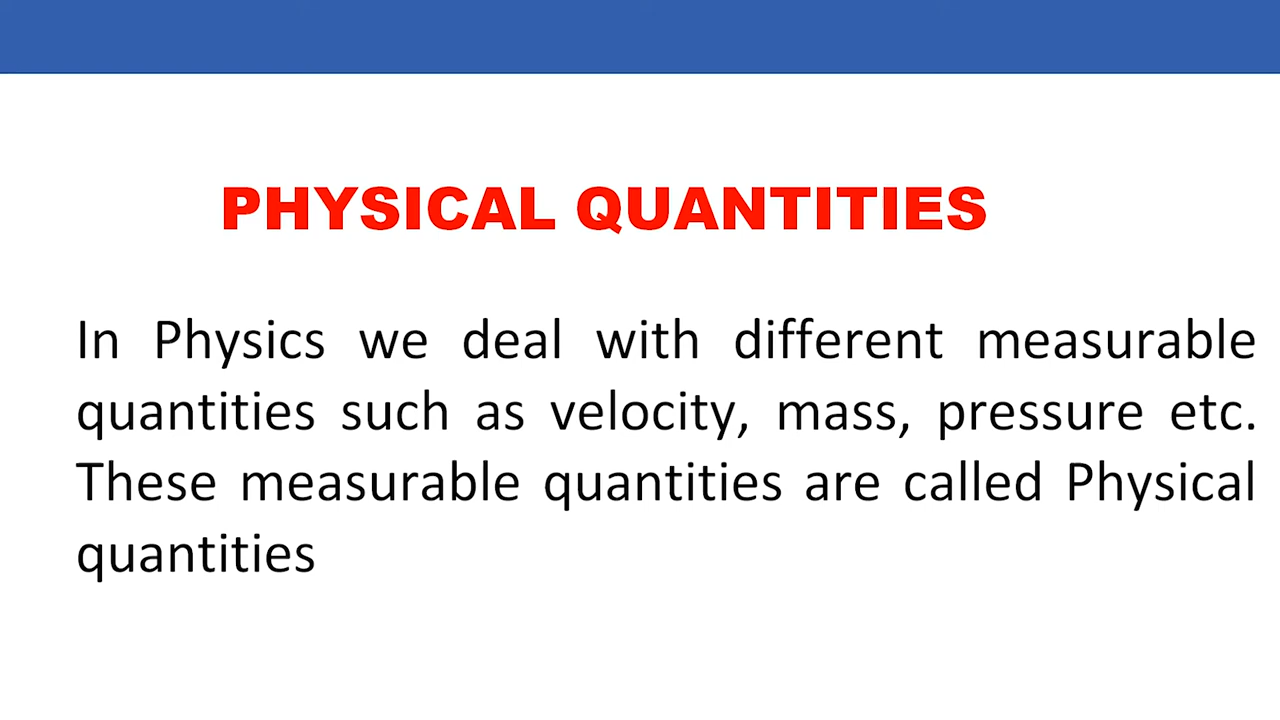 PHYSICAL QUANTITIES
In Physics we deal with different measurable
quantities such as velocity, mass, pressure etc.
These measurable quantities are called Physical
quantities